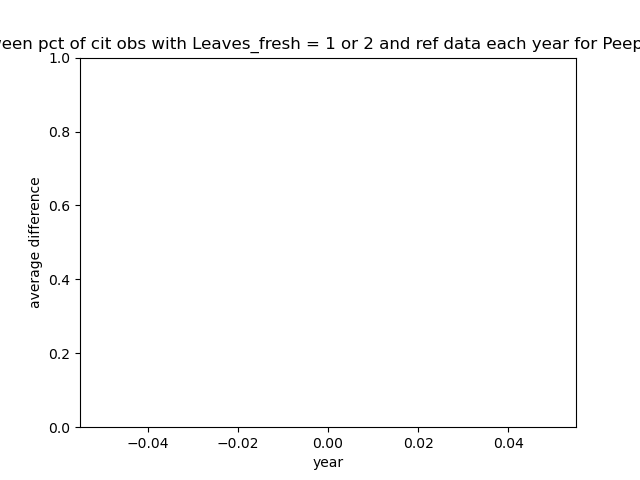 een pct of cit obs with Leaves_fresh = 1 or 2 and ref data each year for Peep
1.0
0.8
0.6
0.4
0.2
0.0
average difference
−0.04 −0.02 0.00 0.02 0.04
year